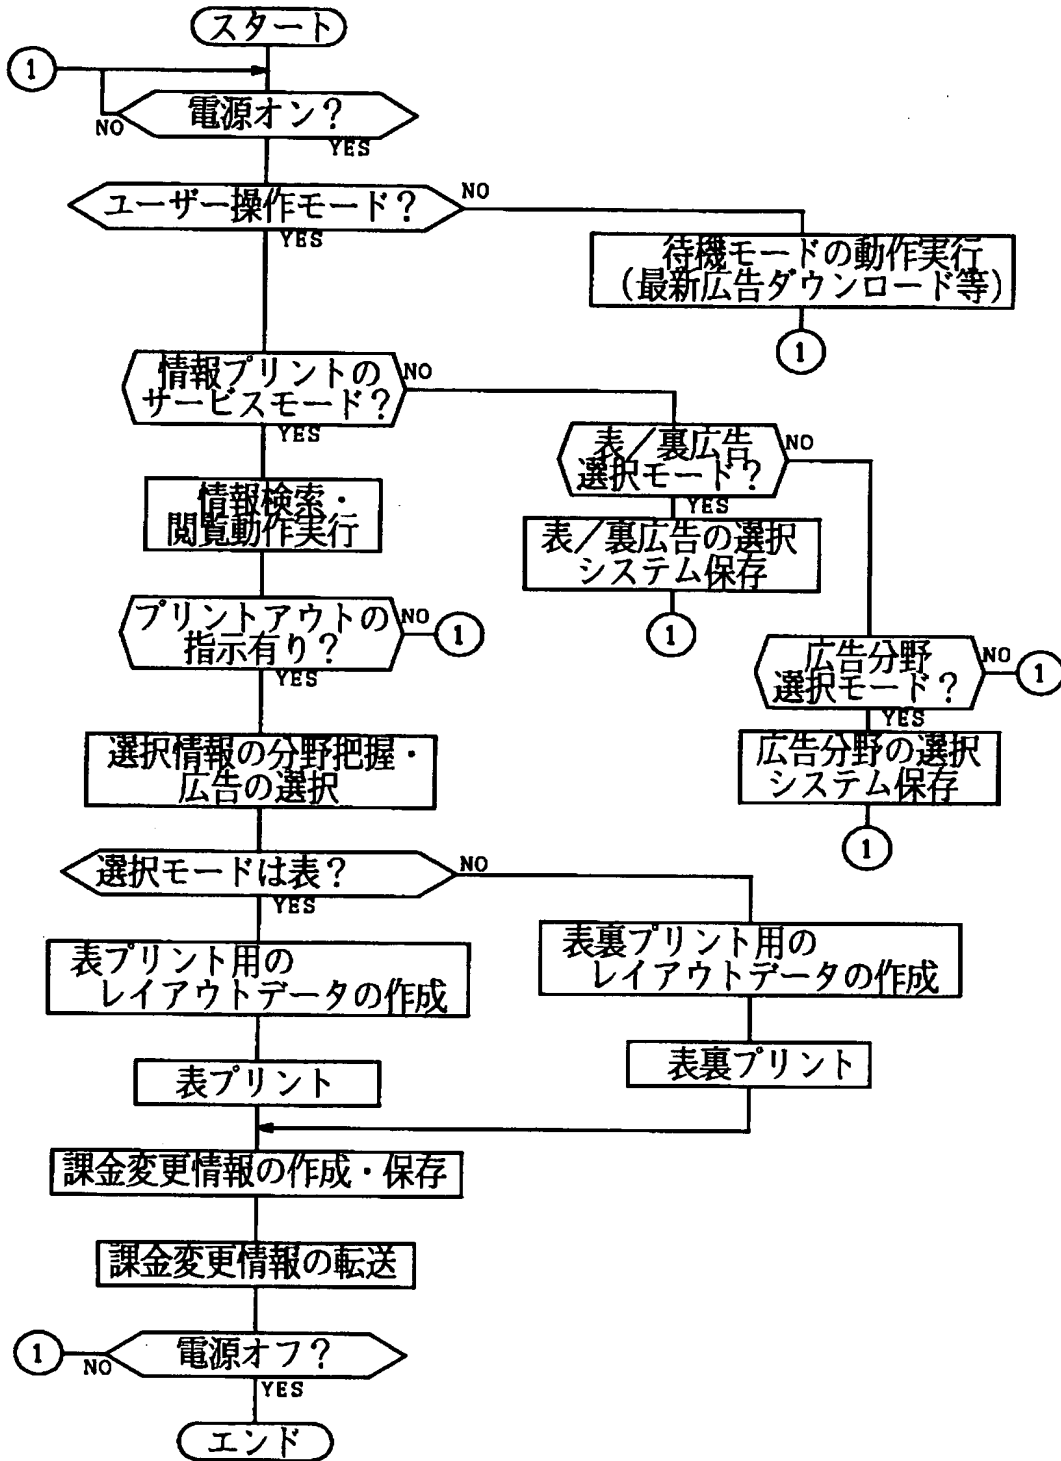 スタート
1
電源オン？
NO
YES
ユーザー操作モード？
NO
YES
待機モードの動作実行
（最新広告ダウンロード等）
1
情報プリントの
サービスモード？
NO
YES
表／裏広告
選択モード？
NO
YES
情報検索・
閲覧動作実行
表／裏広告の選択
システム保存
1
プリントアウトの
指示有り？
NO
1
YES
広告分野
選択モード？
NO
1
YES
広告分野の選択
システム保存
1
選択情報の分野把握・
広告の選択
選択モードは表？
NO
YES
表プリント用の
レイアウトデータの作成
表裏プリント用の
レイアウトデータの作成
表プリント
表裏プリント
課金変更情報の作成・保存
課金変更情報の転送
電源オフ？
1
NO
YES
エンド